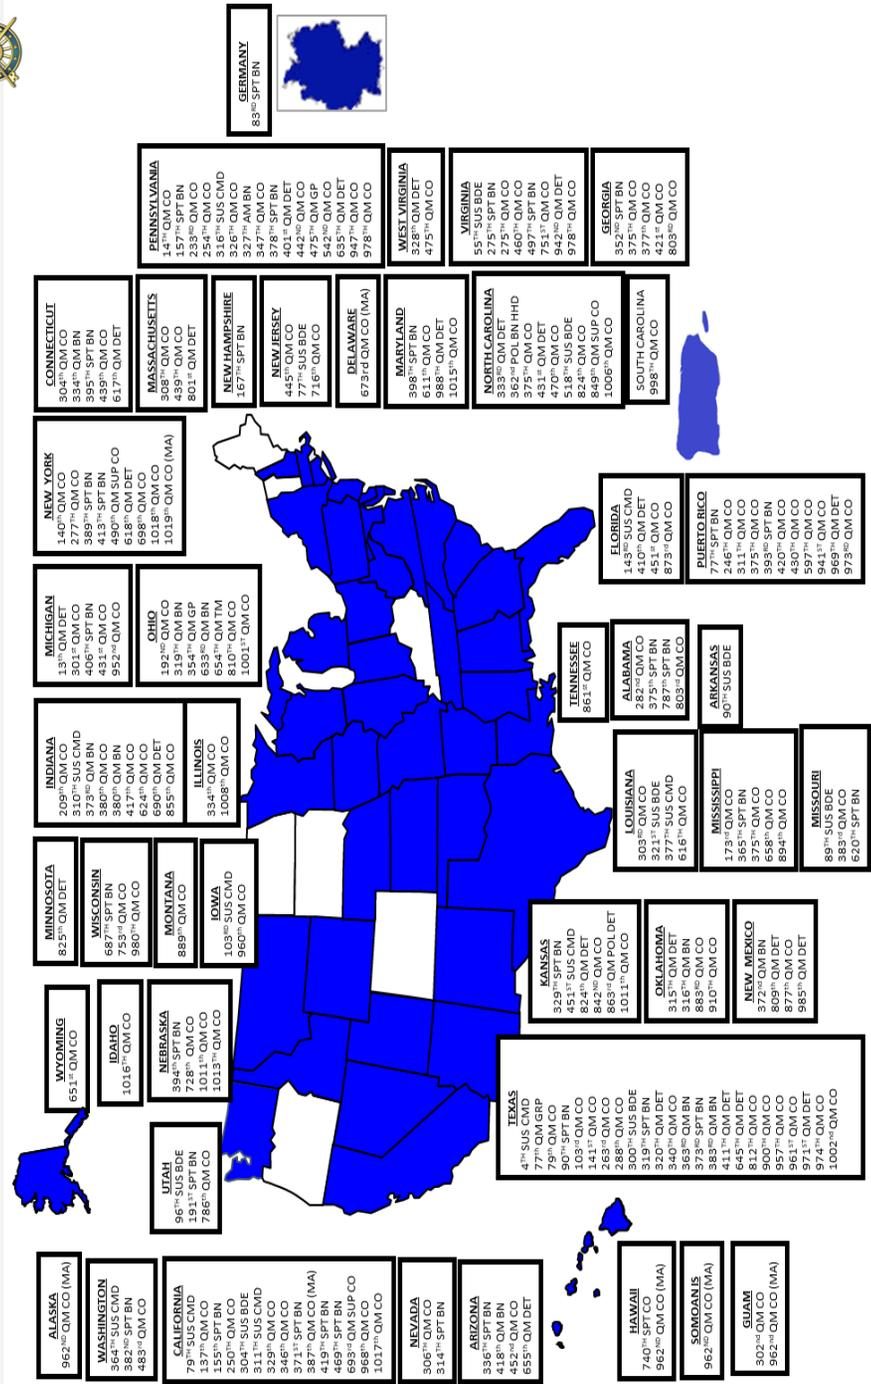 ALASKA
962ND QM CO (MA)
WASHINGTON
364TH SUS CMD
382ND SPT BN
483rd QM CO
CALIFORNIA
79TH SUS CMD
137th QM CO
155th SPT BN
250TH QM CO
304TH SUS BDE
311TH SUS CMD
329th QM CO
346th QM CO
371ST SPT BN
387th QM CO (MA)
419TH SPT BN
469TH SPT BN
693rd QM SUP CO
968th QM CO
1017th QM CO
NEVADA
306TH QM CO
314TH SPT BN
ARIZONA
336TH SPT BN
418th QM BN
452nd QM CO
655th QM DET
HAWAII
740TH SPT CO
962ND QM CO (MA)
SOMOAN IS
962ND QM CO (MA)
GUAM
302nd QM CO
962nd QM CO (MA)
UTAH
96TH SUS BDE
191ST SPT BN
786th QM CO
WYOMING
651st QM CO
IDAHO
1016TH QM CO
NEBRASKA
394th SPT BN
728th QM CO
1011th QM CO
1013TH QM CO
TEXAS
4TH SUS CMD
77th QM GRP
79th QM CO
90TH SPT BN
103rd QM CO
141ST QM CO
263rd QM CO
288th QM CO
300TH SUS BDE
319TH SPT BN
320TH QM DET
340TH QM CO
363RD QM BN
373RD SPT BN
383RD QM BN
411TH QM DET
645TH QM DET
812TH QM CO
900TH QM CO
957TH QM CO
961ST QM CO
971ST QM DET
974TH QM CO
1002nd QM CO
MINNOSOTA
825th QM DET
WISCONSIN
687TH SPT BN
753rd QM CO
980TH QM CO
MONTANA
889th QM CO
IOWA
103RD SUS CMD
960th QM CO
KANSAS
329TH SPT BN
451ST SUS CMD
824th QM DET
842ND QM CO
863rd QM POL DET
1011th QM CO
OKLAHOMA
315TH QM DET
316TH QM BN
883RD QM CO
910TH QM CO
NEW MEXICO
372nd QM BN
809th QM DET
877th QM CO
985th QM DET
INDIANA
209th QM CO
310TH SUS CMD
373RD QM BN
380th QM CO
380th QM BN
417th QM CO
624th QM CO
690th QM DET
855th QM CO
ILLINOIS
334th QM CO
1008th QM CO
LOUISIANA
303RD QM CO
321ST SUS BDE
377TH SUS CMD
616TH QM CO
MISSISSIPPI
173rd QM CO
365TH SPT BN
375TH QM CO
658th QM CO
894th QM CO
MISSOURI
89TH SUS BDE
383rd QM CO
620TH SPT BN
MICHIGAN
13th QM DET
301st QM CO
406TH SPT BN
431st QM CO
952nd QM CO
OHIO
192ND QM CO
319TH QM BN
354TH QM GP
633RD QM BN
654TH QM TM
810TH QM CO
1001ST QM CO
TENNESSEE
861st QM CO
ALABAMA
282nd QM CO
375th SPT BN
787th SPT BN
803rd QM CO
ARKANSAS
90TH SUS BDE
NEW YORK
140th QM CO
277TH QM CO
389TH SPT BN
413TH SPT BN
490th QM SUP CO
618th QM DET
698th QM CO
1018th QM CO
1019th QM CO (MA)
FLORIDA
143RD SUS CMD
410th QM DET
451st QM CO
873rd QM CO
PUERTO RICO
77TH SPT BN
246TH QM CO
311TH QM CO
375TH QM CO
393RD SPT BN
420TH QM CO
430TH QM CO
597TH QM CO
941ST QM CO
969TH QM DET
973RD QM CO
CONNECTICUT
304th QM CO
334th QM BN
395TH SPT BN
439th QM CO
617th QM DET
MASSACHUSETTS
308TH QM CO
439TH QM CO
801st QM DET
NEW HAMPSHIRE
167TH SPT BN
NEW JERSEY
445th QM CO
77TH SUS BDE
716TH QM CO
DELAWARE
673rd QM CO (MA)
MARYLAND
398TH SPT BN
611th QM CO
988TH QM DET
1015th QM CO
NORTH CAROLINA
333RD QM DET
362nd POL BN HHD
375TH QM CO
431st QM DET
470th QM CO
518TH SUS BDE
824th QM CO
849th QM SUP CO
1006th QM CO
SOUTH CAROLINA
998TH QM CO
PENNSYLVANIA
14TH QM CO
157TH SPT BN
233RD QM CO
254TH QM CO
316TH SUS CMD
326TH QM CO
327TH AM BN
347TH QM CO
378TH SPT BN
401st QM DET
442ND QM CO
475TH QM GP
542ND QM CO
635TH QM DET
947TH QM CO
978TH QM CO
WEST VIRGINIA
328th QM DET
475TH QM CO
VIRGINIA
55TH SUS BDE
275TH SPT BN
275TH QM CO
460TH QM CO
497TH SPT BN
751ST QM CO
942ND QM DET
978TH QM CO
GEORGIA
352ND SPT BN
375TH QM CO
377th QM CO
421st QM CO
803RD QM CO
GERMANY
83RD SPT BN